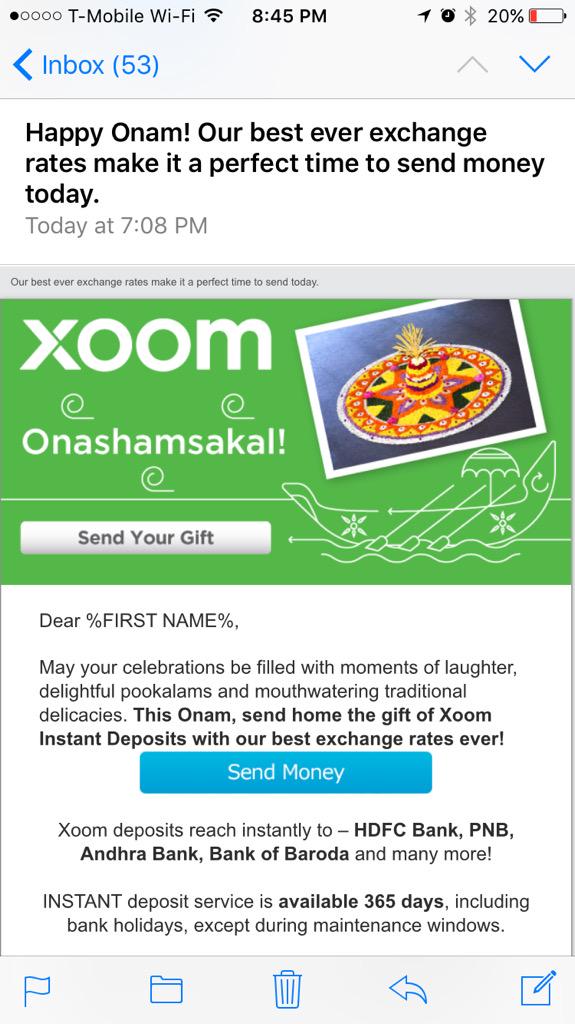 T-Mobile Wi-Fi 8:45 PM 20%
Inbox (53)
Happy Onam! Our best ever exchange
rates make it a perfect time to send money
today.
Today at 7:08 PM
Our best ever exchange rates make it a perfect time to send today.
xoom
Onashamsakal!
Send Your Gift
Dear %FIRST NAME%,
May your celebrations be filled with moments of laughter,
delightful pookalams and mouthwatering traditional
delicacies. This Onam, send home the gift of Xoom
Instant Deposits with our best exchange rates ever!
Send Money
Xoom deposits reach instantly to – HDFC Bank, PNB,
Andhra Bank, Bank of Baroda and many more!
INSTANT deposit service is available 365 days, including
bank holidays, except during maintenance windows.